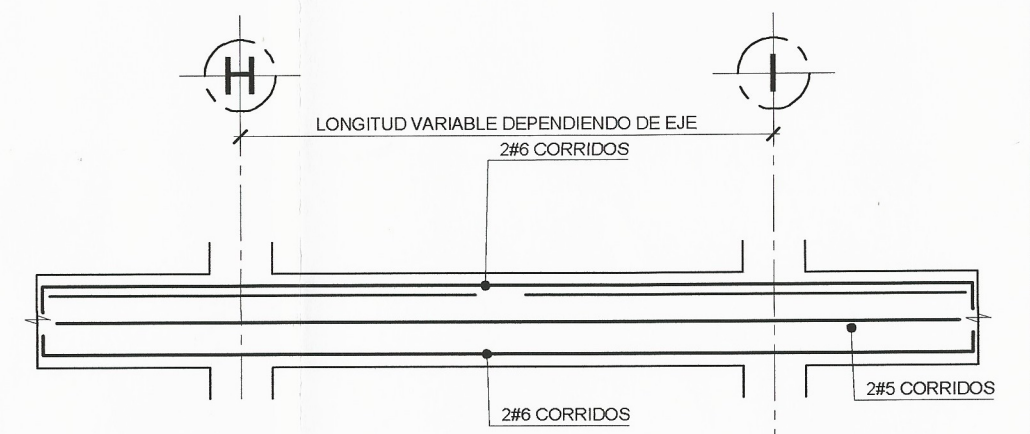 H
I
LONGITUD VARIABLE DEPENDIENDO DE EJE
2#6 CORRIDOS
2#5 CORRIDOS
2#6 CORRIDOS